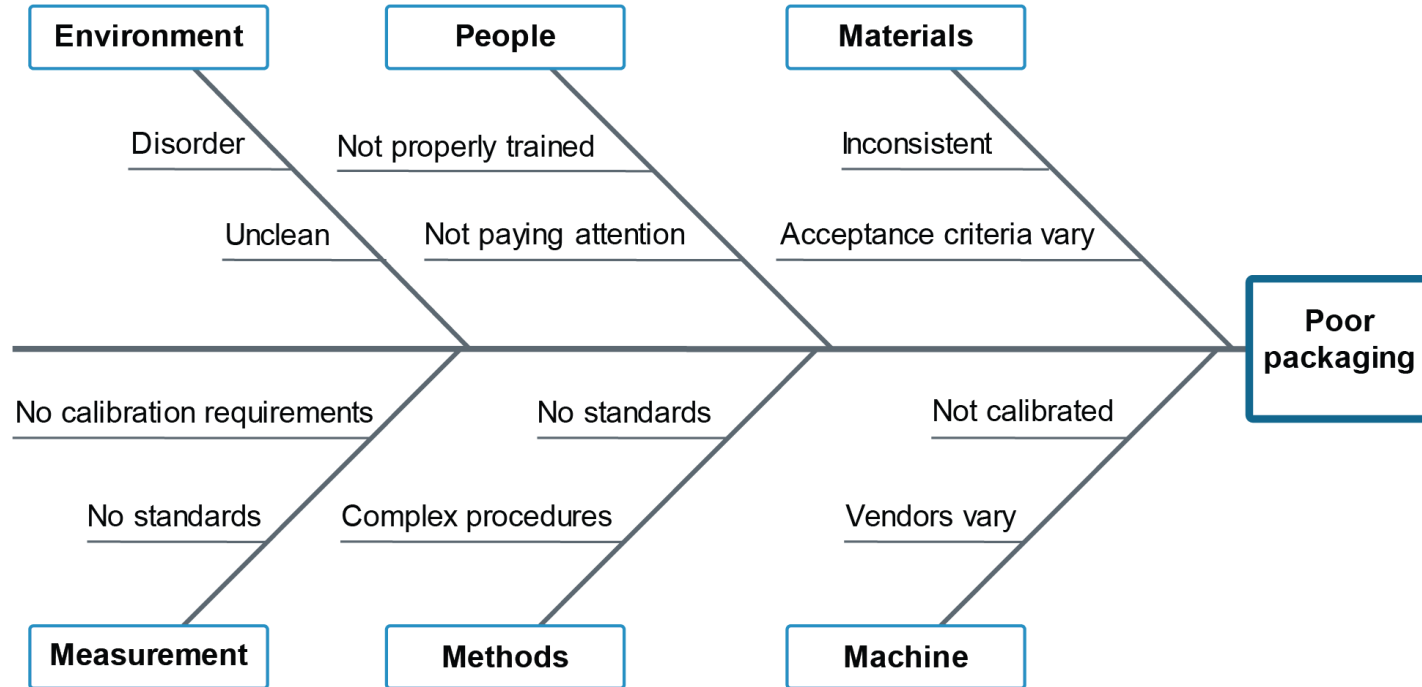 Environment
People
Materials
Disorder
Not properly trained
Inconsistent
Unclean
Not paying attention
Acceptance criteria vary
Poor
packaging
No calibration requirements
No standards
Not calibrated
No standards
Complex procedures
Vendors vary
Measurement
Methods
Machine